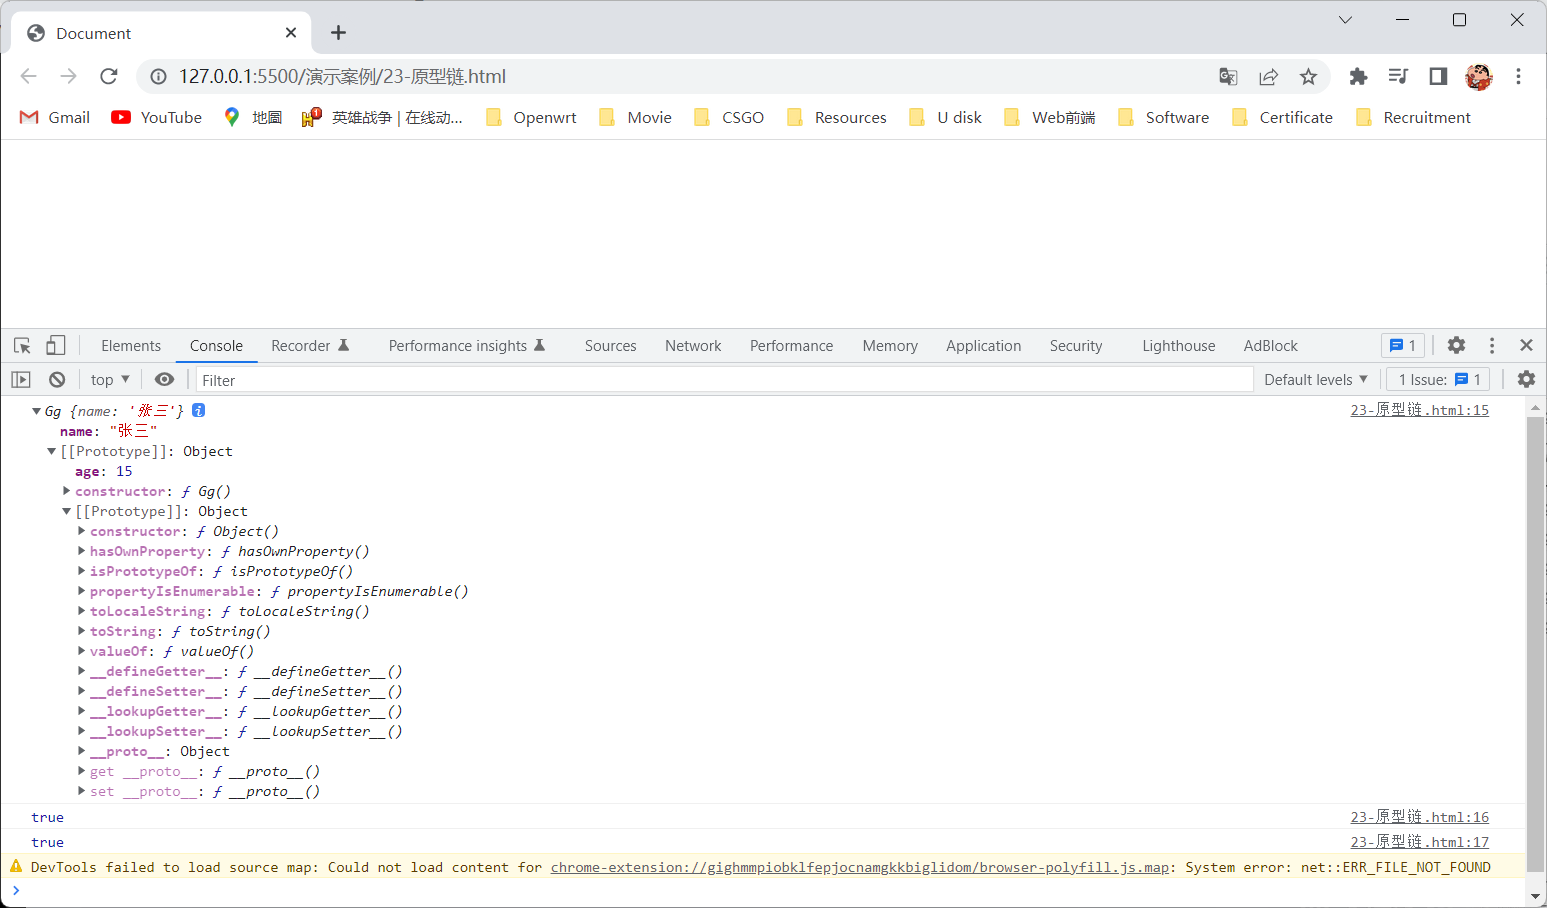 Document
127.0.0.1:5500/演示案例/23-原型链.html
Gmail YouTube 地圖 英雄战争 | 在线动... Openwrt Movie CSGO Resources U disk Web前端 Software Certificate Recruitment
Elements Console Recorder Performance insights Sources Network Performance Memory Application Security Lighthouse AdBlock 1
top Filter Default levels 1 Issue: 1
Gg {name: '张三'} 23-原型链.html:15
name: "张三"
[[Prototype]]: Object
age: 15
constructor: ƒ Gg()
[[Prototype]]: Object
constructor: ƒ Object()
hasOwnProperty: ƒ hasOwnProperty()
isPrototypeOf: ƒ isPrototypeOf()
propertyIsEnumerable: ƒ propertyIsEnumerable()
toLocaleString: ƒ toLocaleString()
toString: ƒ toString()
valueOf: ƒ valueOf()
__defineGetter__: ƒ __defineGetter__()
__defineSetter__: ƒ __defineSetter__()
__lookupGetter__: ƒ __lookupGetter__()
__lookupSetter__: ƒ __lookupSetter__()
__proto__: Object
get __proto__: ƒ __proto__()
set __proto__: ƒ __proto__()
true 23-原型链.html:16
true 23-原型链.html:17
DevTools failed to load source map: Could not load content for chrome-extension://gighmmpiobklfepjocnamgkkbiglidom/browser-polyfill.js.map: System error: net::ERR_FILE_NOT_FOUND